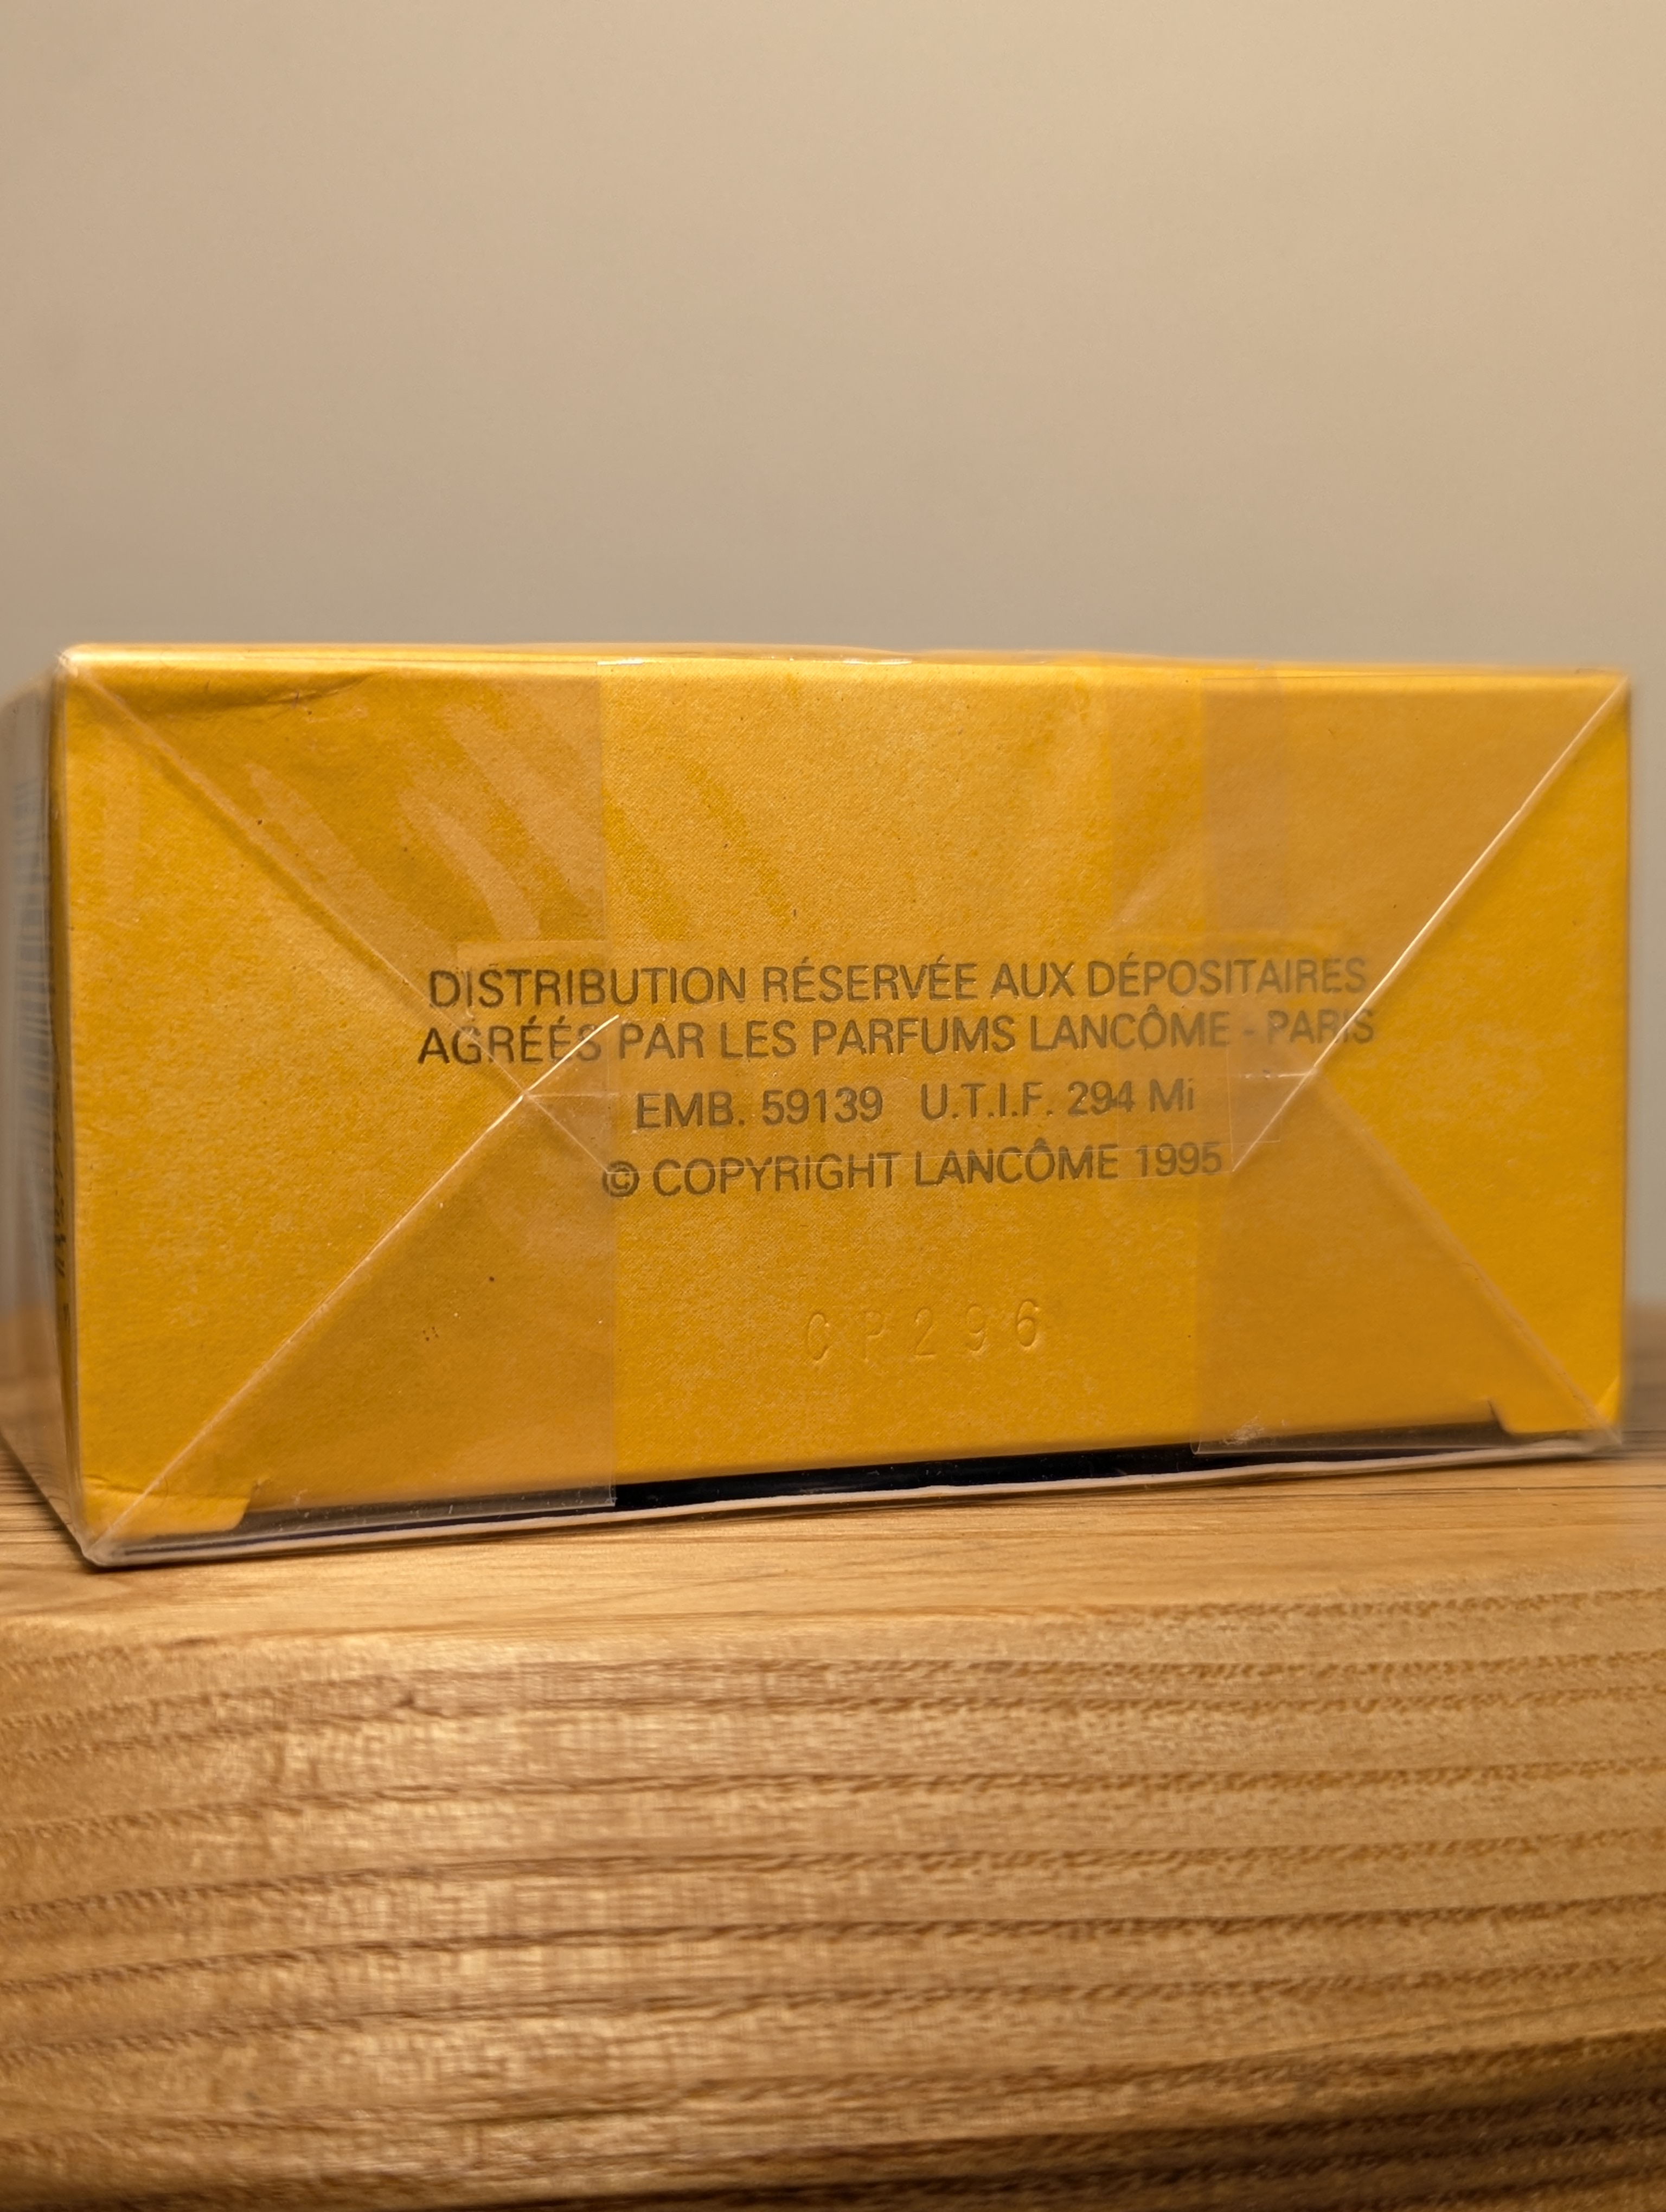 DISTRIBUTION RÉSERVÉE AUX DÉPOSITAIRES
AGRÉÉS PAR LES PARFUMS LANCÔME - PARIS
EMB. 59139 U.T.I.F. 294 Mi
© COPYRIGHT LANCÔME 1995
CP296